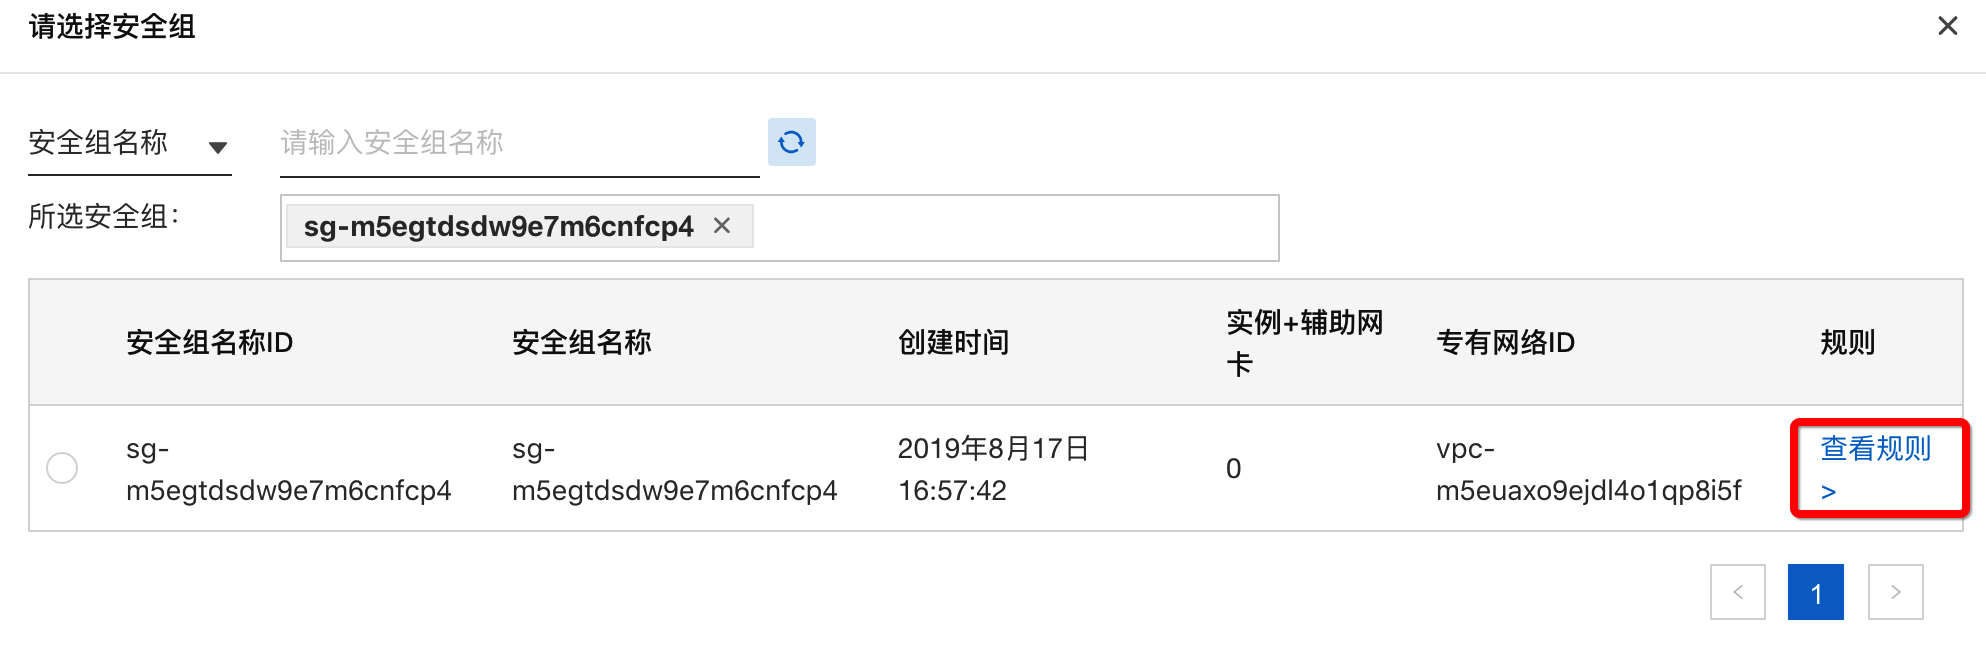 请选择安全组
安全组名称
请输入安全组名称
所选安全组：
sg-m5egtdsdw9e7m6cnfcp4
安全组名称ID
安全组名称
创建时间
实例+辅助网
卡
专有网络ID
规则
sg-
m5egtdsdw9e7m6cnfcp4
sg-
m5egtdsdw9e7m6cnfcp4
2019年8月17日
16:57:42
0
vpc-
m5euaxo9ejdl4o1qp8i5f
查看规则
>
< 1 >